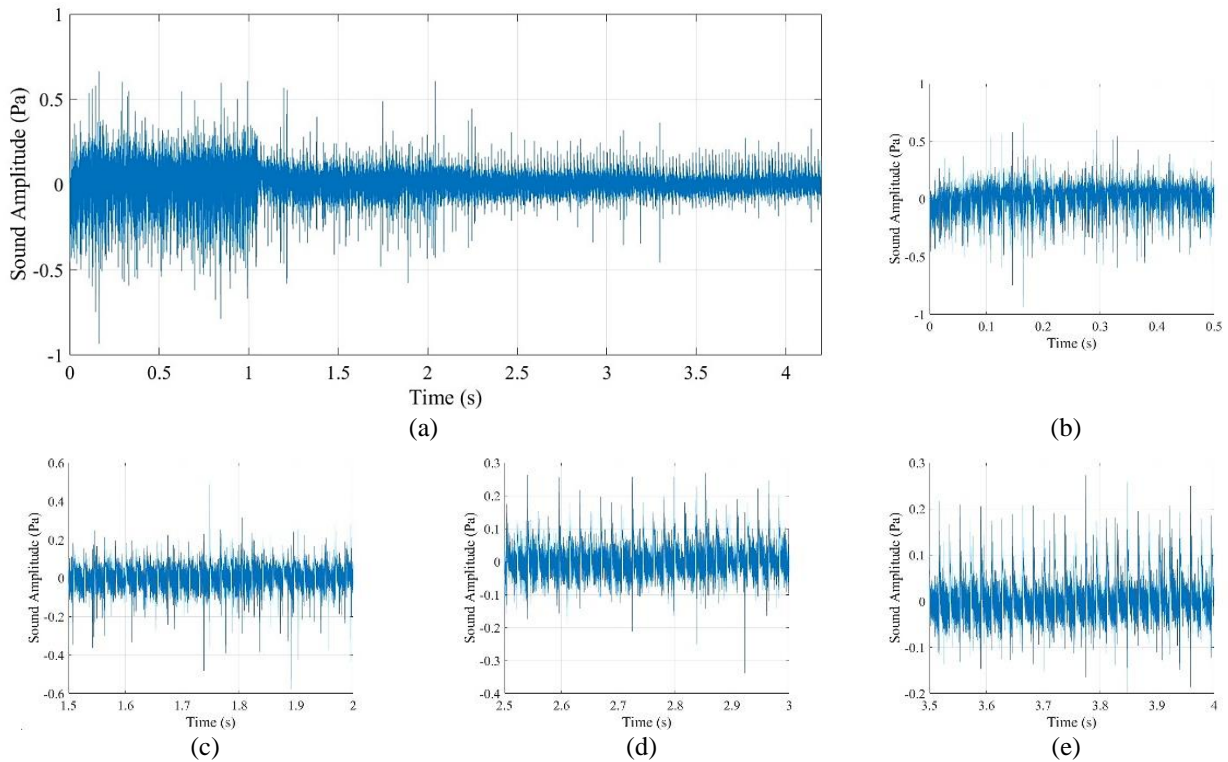 1
0.5
0
-0.5
-1
Sound Amplitude (Pa)
0 0.5 1 1.5 2 2.5 3 3.5 4
Time (s)
(a)
1
0.5
0
-0.5
-1
Sound Amplitude (Pa)
0 0.1 0.2 0.3 0.4 0.5
Time (s)
(b)
0.6
0.4
0.2
0
-0.2
-0.4
-0.6
Sound Amplitude (Pa)
1.5 1.6 1.7 1.8 1.9 2
Time (s)
(c)
0.3
0.2
0.1
0
-0.1
-0.2
-0.3
-0.4
Sound Amplitude (Pa)
2.5 2.6 2.7 2.8 2.9 3
Time (s)
(d)
0.3
0.2
0.1
0
-0.1
-0.2
Sound Amplitude (Pa)
3.5 3.6 3.7 3.8 3.9 4
Time (s)
(e)